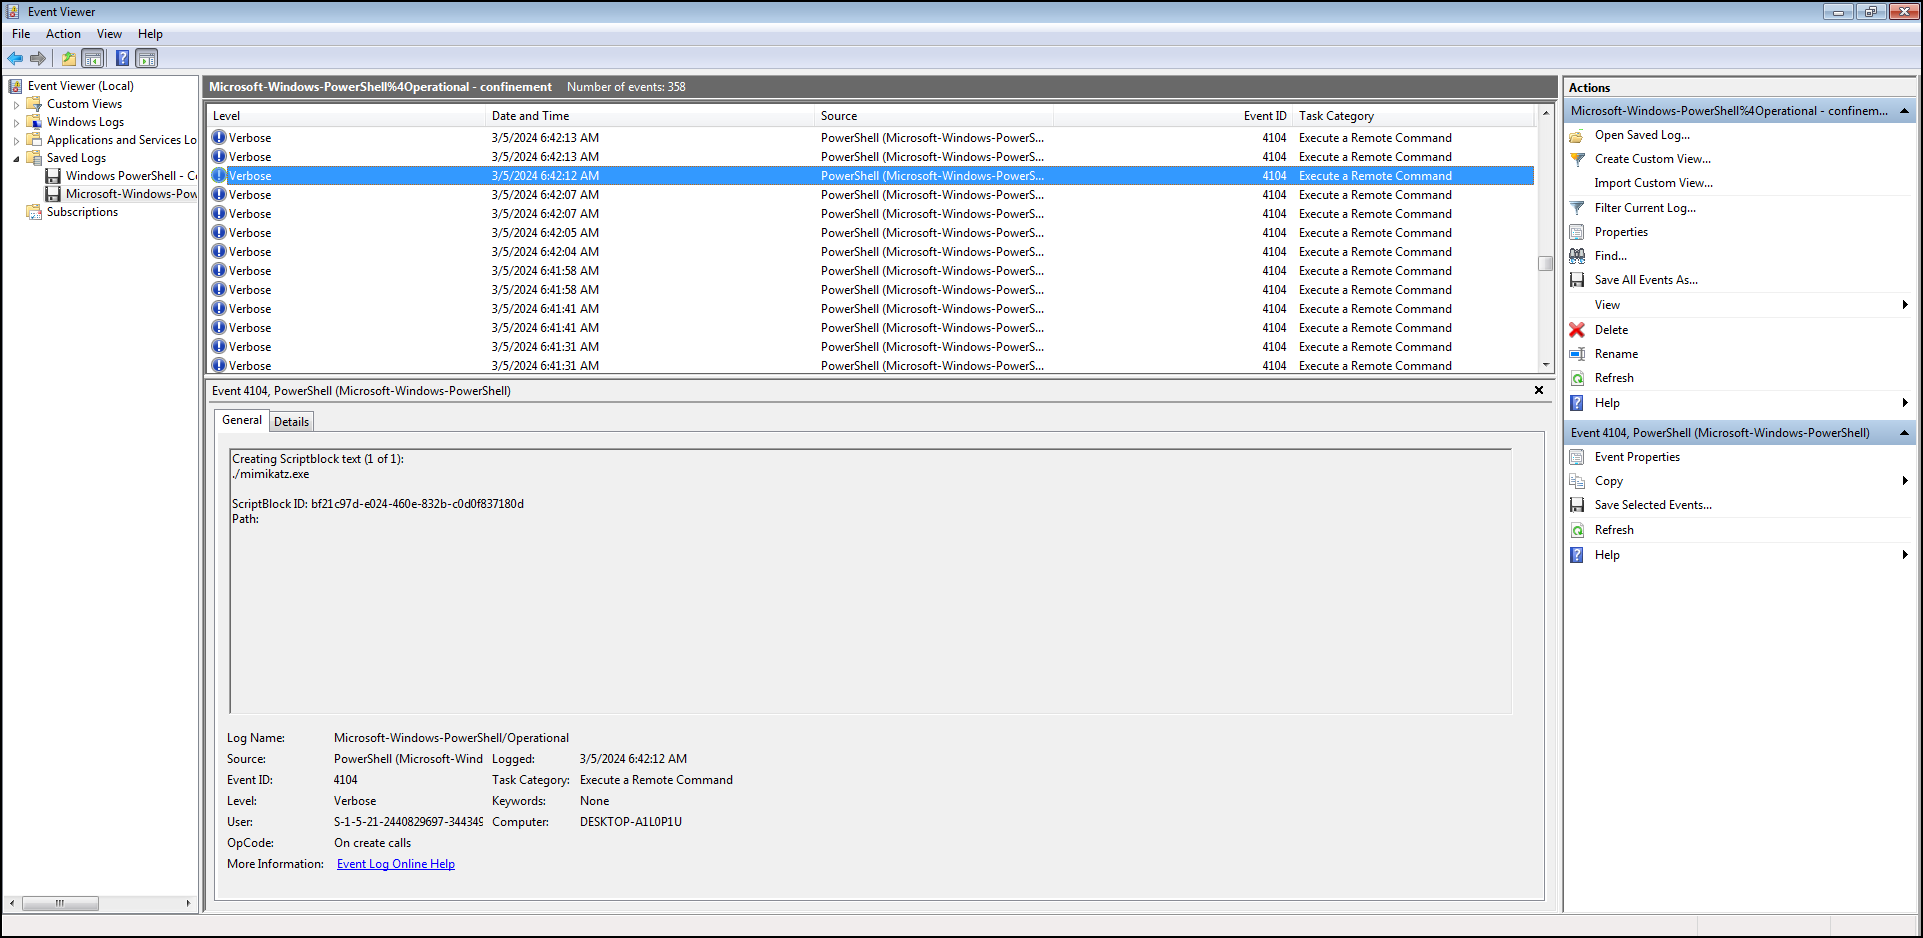 Event Viewer
File Action View Help
Event Viewer (Local)
Custom Views
Windows Logs
Applications and Services Lo
Saved Logs
Windows PowerShell - Co
Microsoft-Windows-Pow
Subscriptions
Microsoft-Windows-PowerShell%4Operational - confinement Number of events: 358
Level Date and Time Source Event ID Task Category
Verbose 3/5/2024 6:42:13 AM PowerShell (Microsoft-Windows-PowerS... 4104 Execute a Remote Command
Verbose 3/5/2024 6:42:13 AM PowerShell (Microsoft-Windows-PowerS... 4104 Execute a Remote Command
Verbose 3/5/2024 6:42:12 AM PowerShell (Microsoft-Windows-PowerS... 4104 Execute a Remote Command
Verbose 3/5/2024 6:42:07 AM PowerShell (Microsoft-Windows-PowerS... 4104 Execute a Remote Command
Verbose 3/5/2024 6:42:07 AM PowerShell (Microsoft-Windows-PowerS... 4104 Execute a Remote Command
Verbose 3/5/2024 6:42:05 AM PowerShell (Microsoft-Windows-PowerS... 4104 Execute a Remote Command
Verbose 3/5/2024 6:42:04 AM PowerShell (Microsoft-Windows-PowerS... 4104 Execute a Remote Command
Verbose 3/5/2024 6:41:58 AM PowerShell (Microsoft-Windows-PowerS... 4104 Execute a Remote Command
Verbose 3/5/2024 6:41:58 AM PowerShell (Microsoft-Windows-PowerS... 4104 Execute a Remote Command
Verbose 3/5/2024 6:41:41 AM PowerShell (Microsoft-Windows-PowerS... 4104 Execute a Remote Command
Verbose 3/5/2024 6:41:41 AM PowerShell (Microsoft-Windows-PowerS... 4104 Execute a Remote Command
Verbose 3/5/2024 6:41:31 AM PowerShell (Microsoft-Windows-PowerS... 4104 Execute a Remote Command
Verbose 3/5/2024 6:41:31 AM PowerShell (Microsoft-Windows-PowerS... 4104 Execute a Remote Command
Event 4104, PowerShell (Microsoft-Windows-PowerShell)
General Details
Creating Scriptblock text (1 of 1):
./mimikatz.exe
ScriptBlock ID: bf21c97d-e024-460e-832b-c0d0f837180d
Path:
Log Name: Microsoft-Windows-PowerShell/Operational
Source: PowerShell (Microsoft-Wind Logged: 3/5/2024 6:42:12 AM
Event ID: 4104 Task Category: Execute a Remote Command
Level: Verbose Keywords: None
User: S-1-5-21-2440829697-344349 Computer: DESKTOP-A1L0P1U
OpCode: On create calls
More Information: Event Log Online Help
Actions
Microsoft-Windows-PowerShell%4Operational - confinem...
Open Saved Log...
Create Custom View...
Import Custom View...
Filter Current Log...
Properties
Find...
Save All Events As...
View
Delete
Rename
Refresh
Help
Event 4104, PowerShell (Microsoft-Windows-PowerShell)
Event Properties
Copy
Save Selected Events...
Refresh
Help